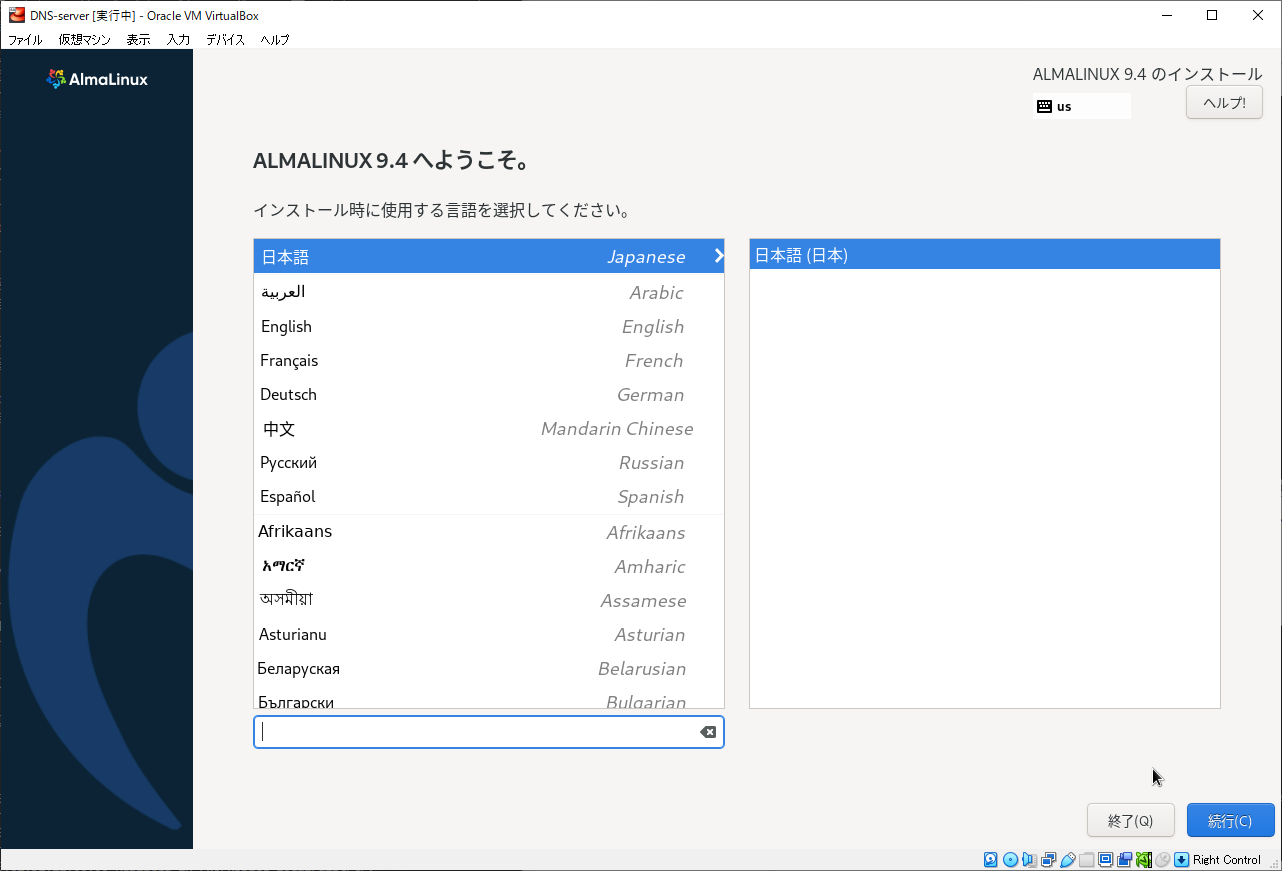 DNS-server [実行中] - Oracle VM VirtualBox
ファイル 仮想マシン 表示 入力 デバイス ヘルプ
AlmaLinux
ALMALINUX 9.4 のインストール
us
ヘルプ!
ALMALINUX 9.4 へようこそ。
インストール時に使用する言語を選択してください。
日本語 Japanese
日本語 (日本)
العربية Arabic
English English
Français French
Deutsch German
中文 Mandarin Chinese
Русский Russian
Español Spanish
Afrikaans Afrikaans
አማርኛ Amharic
অসমীয়া Assamese
Asturianu Asturian
Беларуская Belarusian
Български Bulgarian
終了(Q) 続行(C)
Right Control